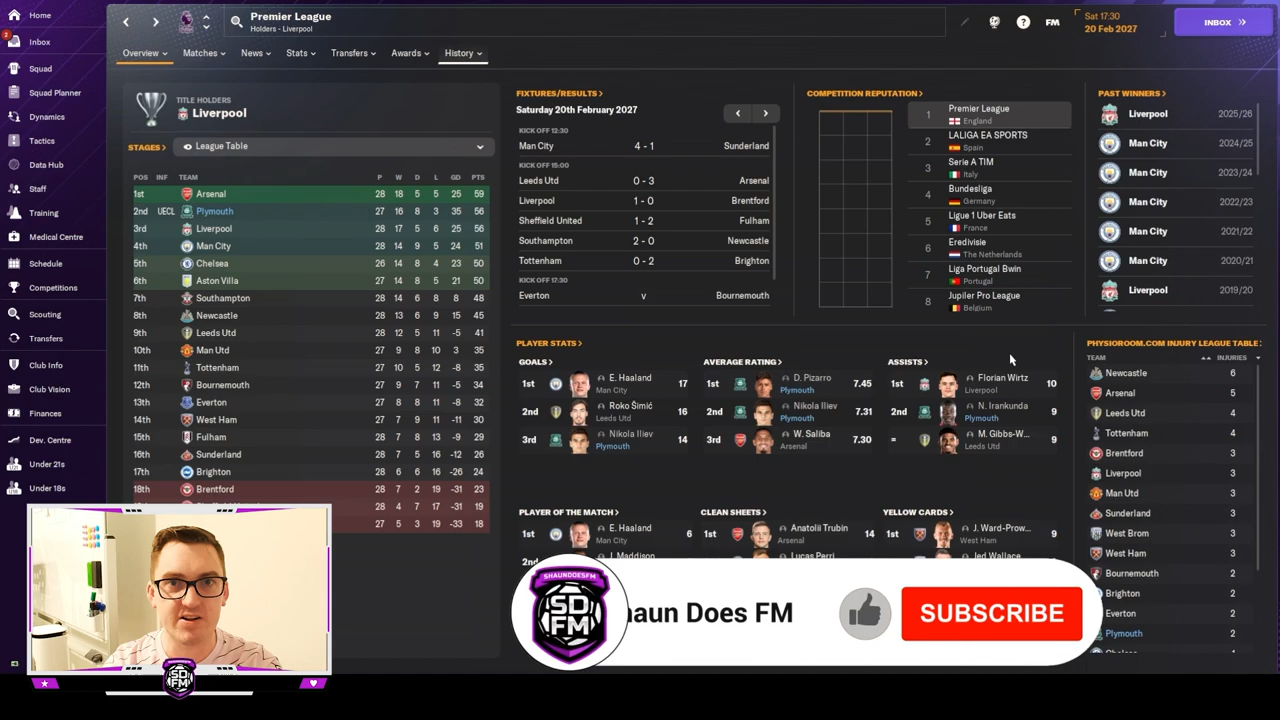 Home
2
Inbox
Squad
Squad Planner
Dynamics
Tactics
Data Hub
Staff
Training
Medical Centre
Schedule
Competitions
Scouting
Transfers
Club Info
Club Vision
Finances
Dev. Centre
Under 21s
U21
Under 18s
U18
Premier League
Holders - Liverpool
? FM
Sat 17:30
20 Feb 2027
INBOX
Overview Matches News Stats Transfers Awards History
TITLE HOLDERS
Liverpool
STAGES > League Table
POS INF TEAM P W D L GD PTS
1st Arsenal 28 18 5 5 25 59
2nd UECL Plymouth 27 16 8 3 35 56
3rd Liverpool 28 17 5 6 25 56
4th Man City 28 14 9 5 24 51
5th Chelsea 26 14 8 4 23 50
6th Aston Villa 28 14 8 5 21 50
7th Southampton 28 14 6 8 8 48
8th Newcastle 28 13 6 9 15 45
9th Leeds Utd 28 12 5 11 -5 41
10th Man Utd 27 9 8 10 3 35
11th Tottenham 27 10 5 12 -8 35
12th Bournemouth 27 9 7 11 -5 34
13th Everton 27 8 8 11 -8 32
14th West Ham 27 7 9 11 -11 30
15th Fulham 28 7 8 13 -9 29
16th Sunderland 28 7 5 16 -12 26
17th Brighton 28 6 6 16 -26 24
18th Brentford 28 7 2 19 -31 23
28 4 7 17 -31 19
27 5 3 19 -33 18
FIXTURES/RESULTS >
Saturday 20th February 2027
KICK OFF 12:30
Man City 4 - 1 Sunderland
KICK OFF 15:00
Leeds Utd 0 - 3 Arsenal
Liverpool 1 - 0 Brentford
Sheffield United 1 - 2 Fulham
Southampton 2 - 0 Newcastle
Tottenham 0 - 2 Brighton
KICK OFF 17:30
Everton v Bournemouth
COMPETITION REPUTATION >
1 Premier League
England
2 LALIGA EA SPORTS
Spain
3 Serie A TIM
Italy
4 Bundesliga
Germany
5 Ligue 1 Uber Eats
France
6 Eredivisie
The Netherlands
7 Liga Portugal Bwin
Portugal
8 Jupiler Pro League
Belgium
PAST WINNERS >
Liverpool 2025/26
Man City 2024/25
Man City 2023/24
Man City 2022/23
Man City 2021/22
Man City 2020/21
Liverpool 2019/20
PLAYER STATS >
GOALS >
1st E. Haaland 17
Man City
2nd Roko Šimić 16
Leeds Utd
3rd Nikola Iliev 14
Plymouth
AVERAGE RATING >
1st D. Pizarro 7.45
Plymouth
2nd Nikola Iliev 7.31
Plymouth
3rd W. Saliba 7.30
Arsenal
ASSISTS >
1st Florian Wirtz 10
Liverpool
2nd N. Irankunda 9
Plymouth
= M. Gibbs-W... 9
Leeds Utd
PLAYER OF THE MATCH >
1st E. Haaland 6
Man City
2nd J. Maddison
CLEAN SHEETS >
1st Anatolii Trubin 14
Arsenal
Lucas Perri
YELLOW CARDS >
1st J. Ward-Prow... 9
West Ham
Jed Wallace
PHYSIOROOM.COM INJURY LEAGUE TABLE
TEAM INJURIES
Newcastle 6
Arsenal 5
Leeds Utd 4
Tottenham 4
Brentford 3
Liverpool 3
Man Utd 3
Sunderland 3
West Brom 3
West Ham 3
Bournemouth 2
Brighton 2
Everton 2
Plymouth 2
SHAUNDOESFM
SD
FM
haun Does FM
SUBSCRIBE
SD
FM